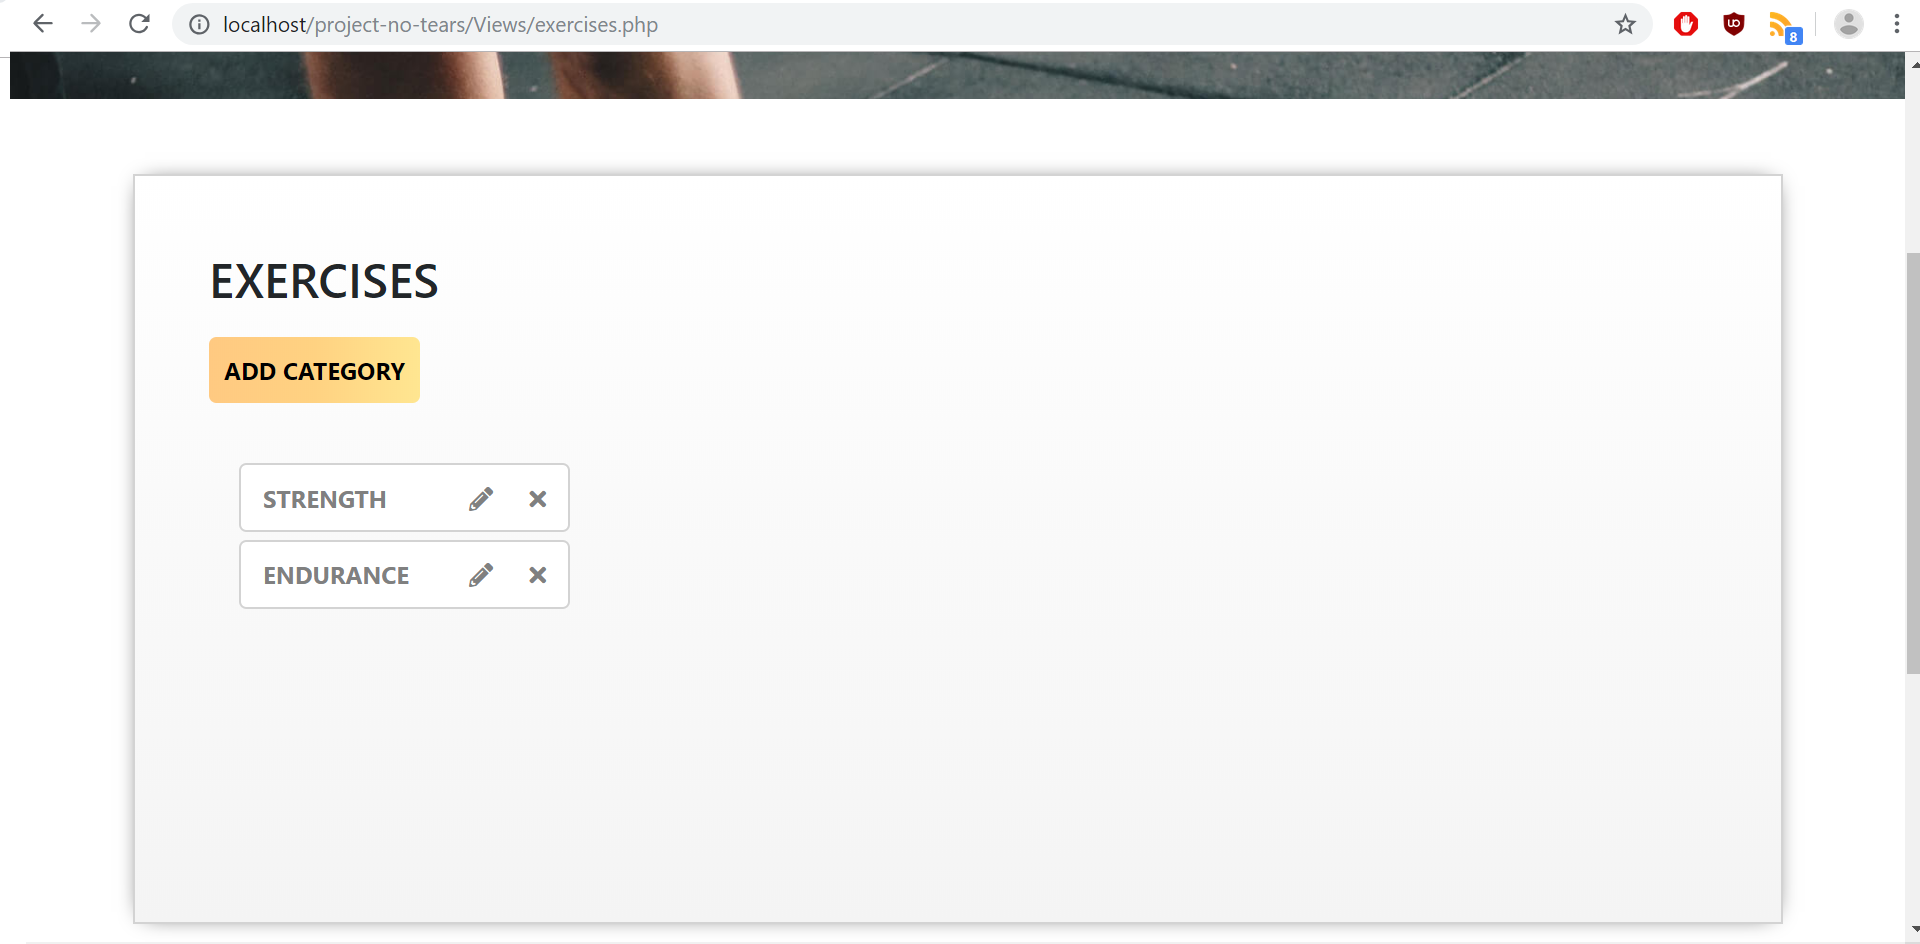 localhost/project-no-tears/Views/exercises.php
8
EXERCISES
ADD CATEGORY
STRENGTH
ENDURANCE